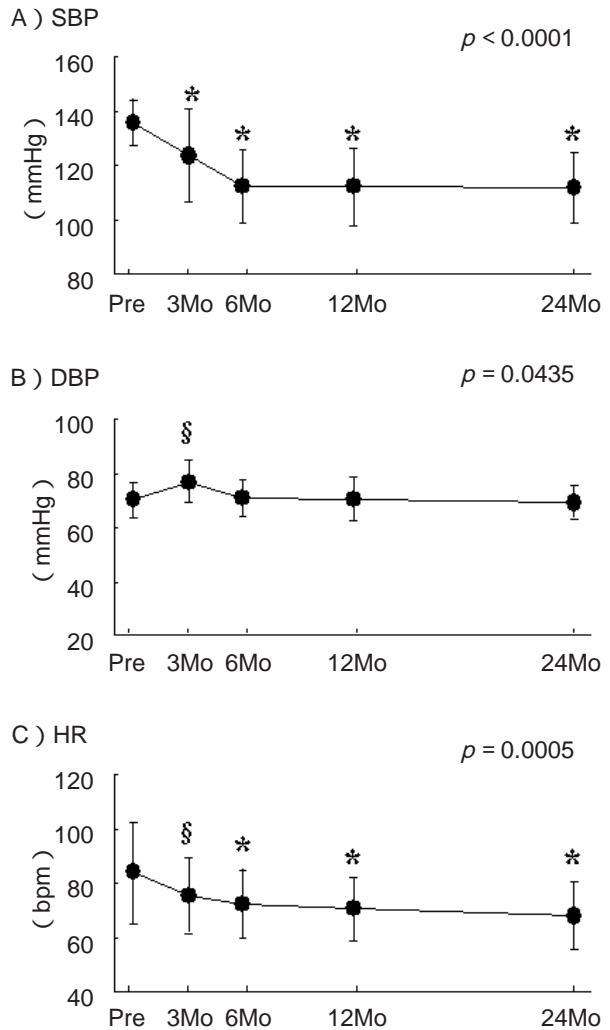 A ) SBP
p < 0.0001
160
140
120
100
80
( mmHg )
*
*
*
*
Pre 3Mo 6Mo 12Mo 24Mo
B ) DBP
p = 0.0435
100
80
60
40
20
( mmHg )
§
Pre 3Mo 6Mo 12Mo 24Mo
C ) HR
p = 0.0005
120
100
80
60
40
( bpm )
§
*
*
*
Pre 3Mo 6Mo 12Mo 24Mo